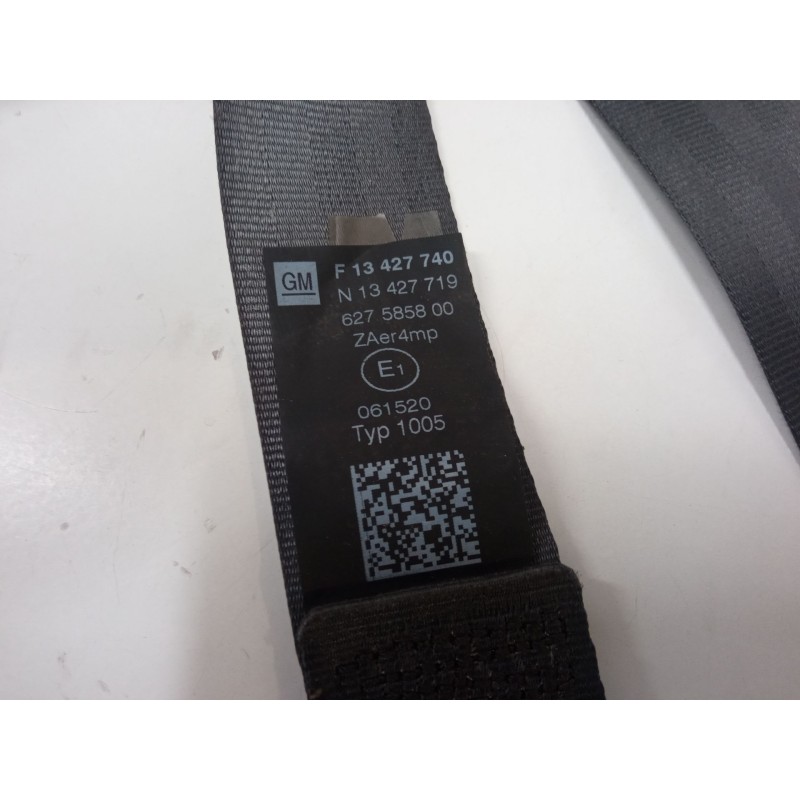 GM
F 13 427 740
N 13 427 719
627 5858 00
ZAer4mp
E1
061520
Typ 1005